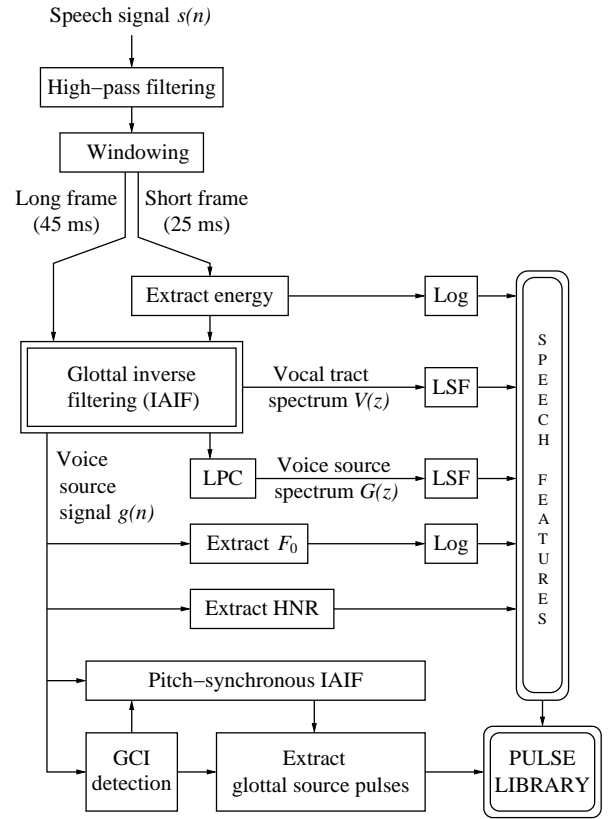 Speech signal s(n)
High−pass filtering
Windowing
Long frame
(45 ms)
Short frame
(25 ms)
Extract energy
Log
Glottal inverse
filtering (IAIF)
Vocal tract
spectrum V(z)
LSF
LPC
Voice source
spectrum G(z)
LSF
Voice
source
signal g(n)
Extract F0
Log
Extract HNR
SPEECH FEATURES
Pitch−synchronous IAIF
GCI
detection
Extract
glottal source pulses
PULSE
LIBRARY